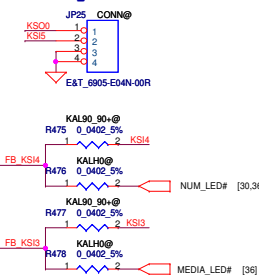 JP25 CONN@
KSO0 1 1
KSI5 2 2
3 3
4 4
E&T_6905-E04N-00R
KAL90_90+@
R475 0_0402_5%
1 2 KSI4
FB_KSI4
KALH0@
R476 0_0402_5%
1 2 NUM_LED#
KAL90_90+@
R477 0_0402_5%
1 2 KSI3
FB_KSI3
KALH0@
R478 0_0402_5%
1 2 MEDIA_LED# [36]